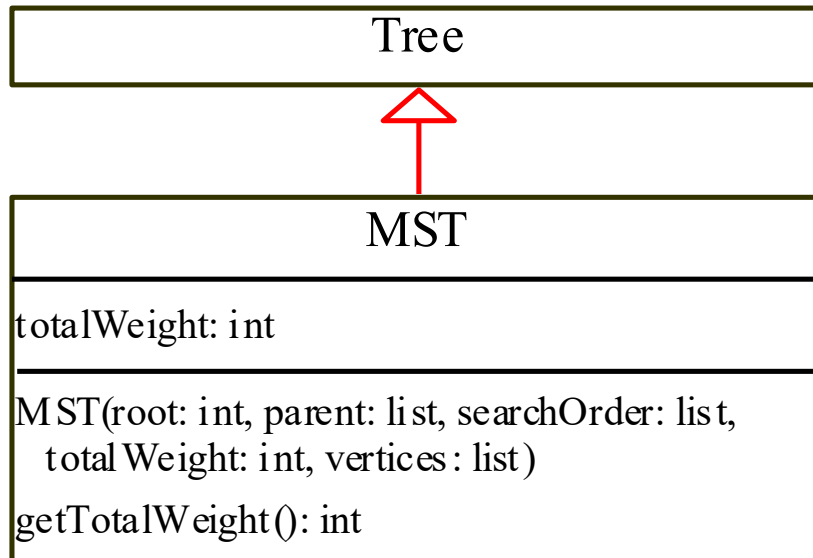 Tree
MST
totalWeight: int
MST(root: int, parent: list, searchOrder: list,
totalWeight: int, vertices: list)
getTotalWeight(): int